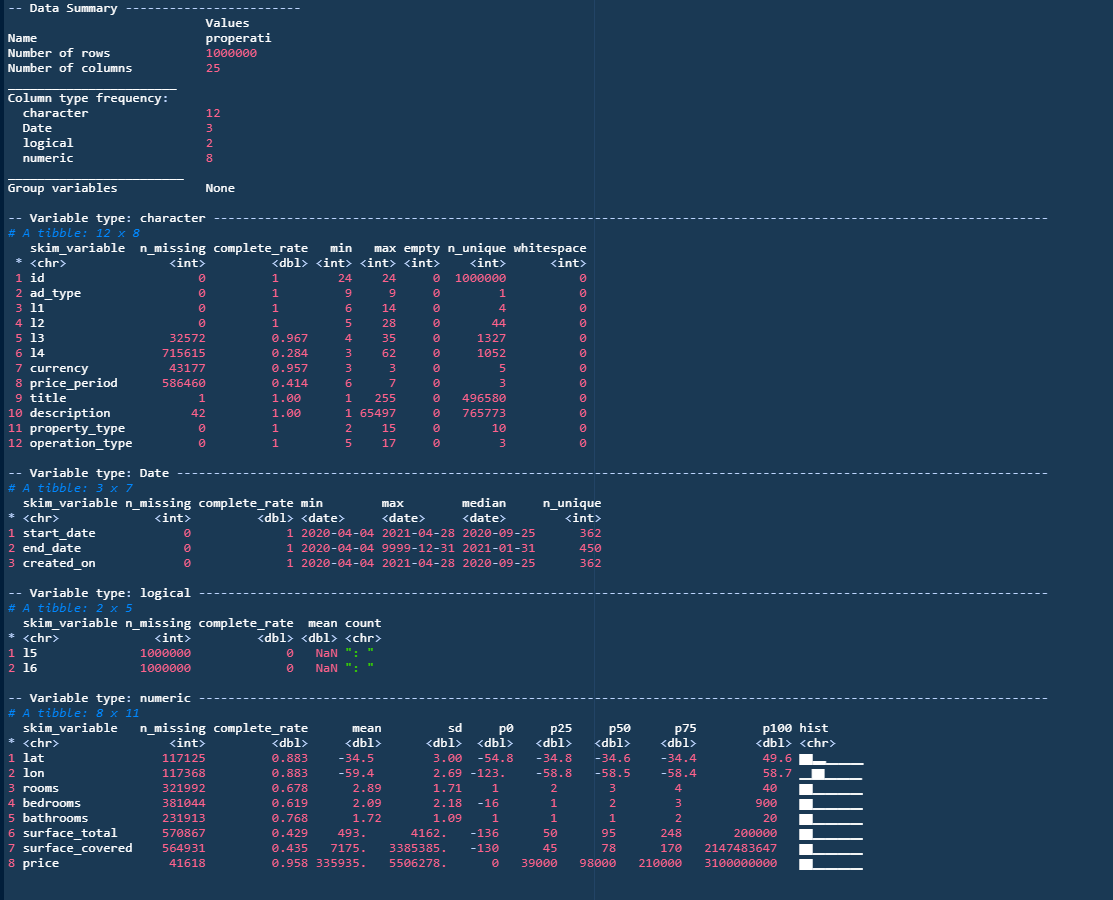 -- Data Summary ------------------------
                           Values
Name                       properati
Number of rows             1000000
Number of columns          25
_______________________
Column type frequency:
  character                12
  Date                     3
  logical                  2
  numeric                  8
________________________
Group variables            None

-- Variable type: character ------------------------------------------------------------------------------------------------------------------
# A tibble: 12 x 8
   skim_variable  n_missing complete_rate   min   max empty n_unique whitespace
 * <chr>              <int>         <dbl> <int> <int> <int>    <int>      <int>
 1 id                     0         1        24    24     0  1000000          0
 2 ad_type                0         1         9     9     0        1          0
 3 l1                     0         1         6    14     0        4          0
 4 l2                     0         1         5    28     0       44          0
 5 l3                 32572         0.967     4    35     0     1327          0
 6 l4                715615         0.284     3    62     0     1052          0
 7 currency           43177         0.957     3     3     0        5          0
 8 price_period      586460         0.414     6     7     0        3          0
 9 title                  1         1.00      1   255     0   496580          0
10 description           42         1.00      1 65497     0   765773          0
11 property_type          0         1         2    15     0       10          0
12 operation_type         0         1         5    17     0        3          0

-- Variable type: Date -----------------------------------------------------------------------------------------------------------------------
# A tibble: 3 x 7
  skim_variable n_missing complete_rate min        max        median     n_unique
* <chr>             <int>         <dbl> <date>     <date>     <date>        <int>
1 start_date            0             1 2020-04-04 2021-04-28 2020-09-25      362
2 end_date              0             1 2020-04-04 9999-12-31 2021-01-31      450
3 created_on            0             1 2020-04-04 2021-04-28 2020-09-25      362

-- Variable type: logical --------------------------------------------------------------------------------------------------------------------
# A tibble: 2 x 5
  skim_variable n_missing complete_rate  mean count
* <chr>             <int>         <dbl> <dbl> <chr>
1 l5              1000000             0   NaN ": "
2 l6              1000000             0   NaN ": "

-- Variable type: numeric --------------------------------------------------------------------------------------------------------------------
# A tibble: 8 x 11
  skim_variable   n_missing complete_rate      mean         sd     p0     p25     p50     p75       p100 hist
* <chr>               <int>         <dbl>     <dbl>      <dbl>  <dbl>   <dbl>   <dbl>   <dbl>      <dbl> <chr>
1 lat                117125         0.883    -34.5        3.00  -54.8   -34.8   -34.6   -34.4       49.6
2 lon                117368         0.883    -59.4        2.69 -123.    -58.8   -58.5   -58.4       58.7
3 rooms              321992         0.678      2.89       1.71    1       2       3       4         40
4 bedrooms           381044         0.619      2.09       2.18  -16       1       2       3        900
5 bathrooms          231913         0.768      1.72       1.09    1       1       1       2         20
6 surface_total      570867         0.429    493.      4162.   -136      50      95     248     200000
7 surface_covered    564931         0.435   7175.   3385385.   -130      45      78     170 2147483647
8 price               41618         0.958 335935.   5506278.      0   39000   98000  210000 3100000000